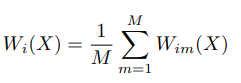 W_i(X) = \frac{1}{M} \sum_{m=1}^{M} W_{im}(X)